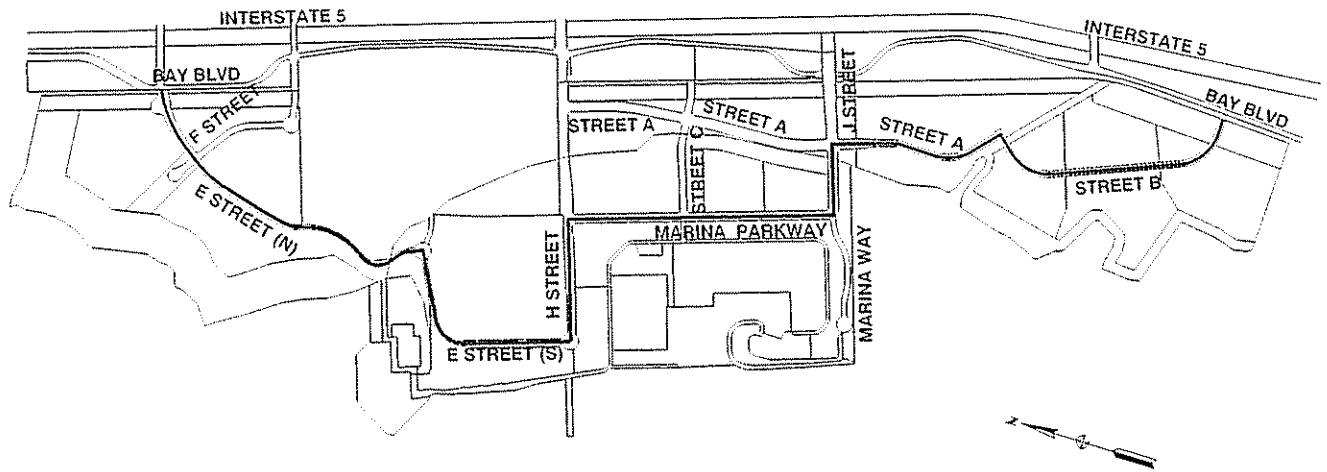 INTERSTATE 5
INTERSTATE 5
BAY BLVD
BAY BLVD
F STREET
J STREET
STREET A
STREET A
STREET A
STREET C
STREET B
E STREET (N)
H STREET
MARINA PARKWAY
MARINA WAY
E STREET (S)
N